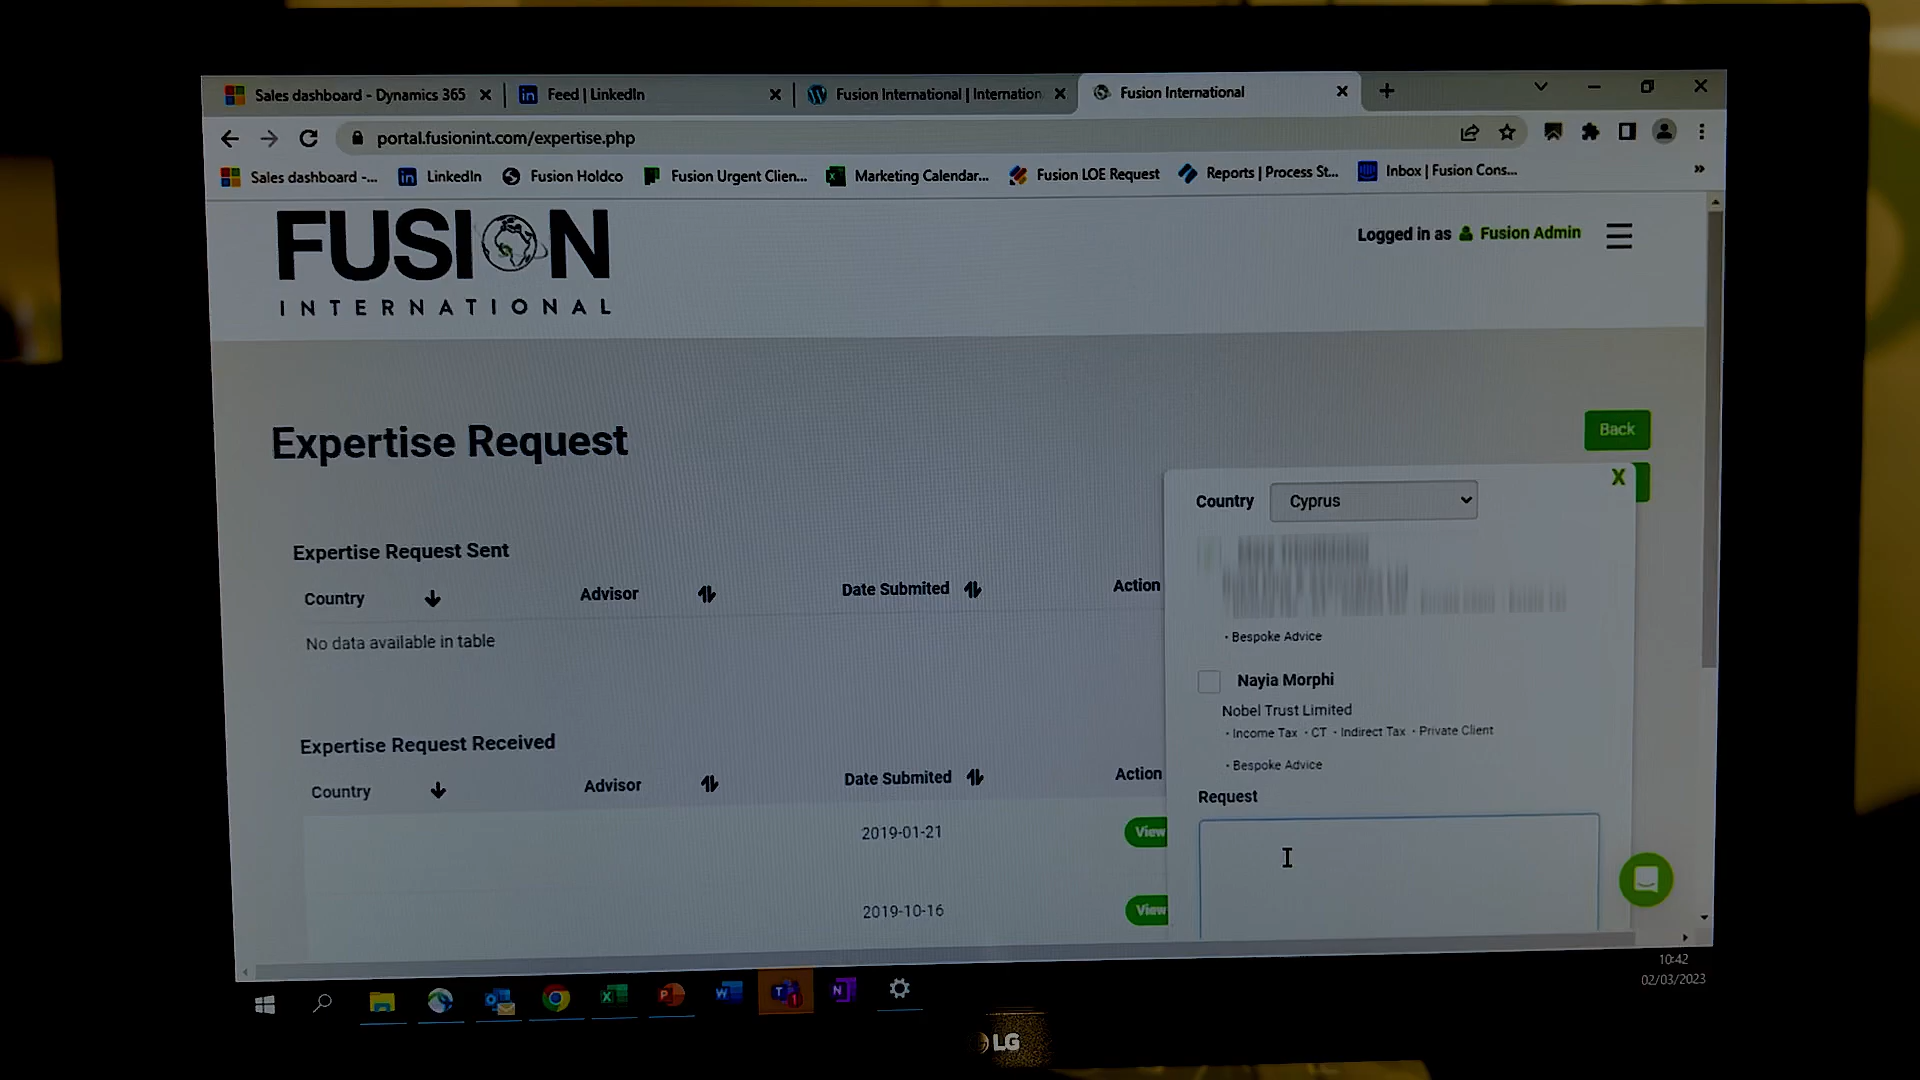 Sales dashboard - Dynamics 365
Feed | LinkedIn
Fusion International | Internation
Fusion International
portal.fusionint.com/expertise.php
Sales dashboard -...
LinkedIn
Fusion Holdco
Fusion Urgent Clien...
Marketing Calendar...
Fusion LOE Request
Reports | Process St...
Inbox | Fusion Cons...
FUSION
INTERNATIONAL
Logged in as Fusion Admin
Expertise Request
Back
X
Country Cyprus
• Bespoke Advice
Nayia Morphi
Nobel Trust Limited
• Income Tax • CT • Indirect Tax • Private Client
• Bespoke Advice
Request
Expertise Request Sent
Country Advisor Date Submited Action
No data available in table
Expertise Request Received
Country Advisor Date Submited Action
2019-01-21 View
2019-10-16 View
10:42
02/03/2023
LG